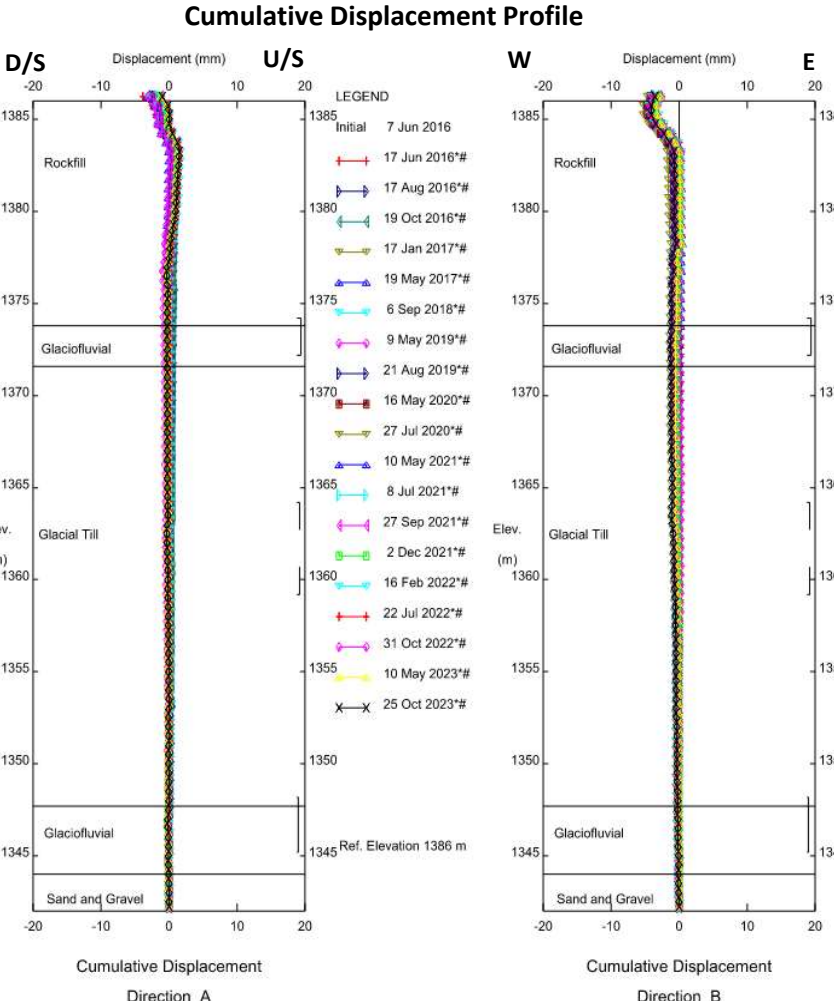 Cumulative Displacement Profile
D/S Displacement (mm) U/S
-20 -10 0 10 20
1385 1385
Rockfill
1380 1380
1375 1375
Glaciofluvial
1370 1370
1365 1365
Glacial Till
1360 1360
1355 1355
1350 1350
Glaciofluvial
1345 1345
Sand and Gravel
-20 -10 0 10 20
Cumulative Displacement
Direction A
LEGEND
Initial 7 Jun 2016
17 Jun 2016*#
17 Aug 2016*#
19 Oct 2016*#
17 Jan 2017*#
19 May 2017*#
6 Sep 2018*#
9 May 2019*#
21 Aug 2019*#
16 May 2020*#
27 Jul 2020*#
10 May 2021*#
8 Jul 2021*#
27 Sep 2021*#
2 Dec 2021*#
16 Feb 2022*#
22 Jul 2022*#
31 Oct 2022*#
10 May 2023*#
25 Oct 2023*#
Ref. Elevation 1386 m
W Displacement (mm) E
-20 -10 0 10 20
1385
Rockfill
1380
1375
Glaciofluvial
1370
1365
Elev.
Glacial Till
(m)
1360
1355
1350
Glaciofluvial
1345
Sand and Gravel
-20 -10 0 10 20
Cumulative Displacement
Direction B